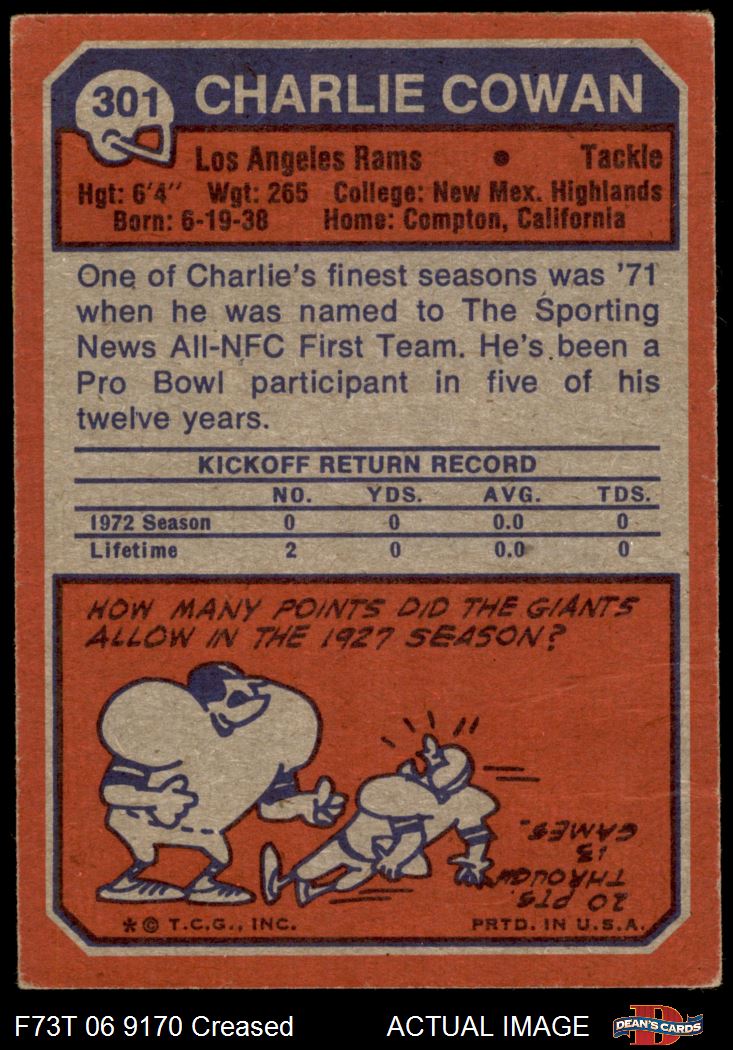 301 CHARLIE COWAN
Los Angeles Rams • Tackle
Hgt: 6'4" Wgt: 265 College: New Mex. Highlands
Born: 6-19-38 Home: Compton, California
One of Charlie's finest seasons was '71
when he was named to The Sporting
News All-NFC First Team. He's been a
Pro Bowl participant in five of his
twelve years.
KICKOFF RETURN RECORD
NO. YDS. AVG. TDS.
1972 Season 0 0 0.0 0
Lifetime 2 0 0.0 0
HOW MANY POINTS DID THE GIANTS
ALLOW IN THE 1927 SEASON?
20 PTS.
THROUGH
13
GAMES.
* © T.C.G., INC. PRTD. IN U.S.A.
F73T 06 9170 Creased ACTUAL IMAGE
D
DEAN'S CARDS